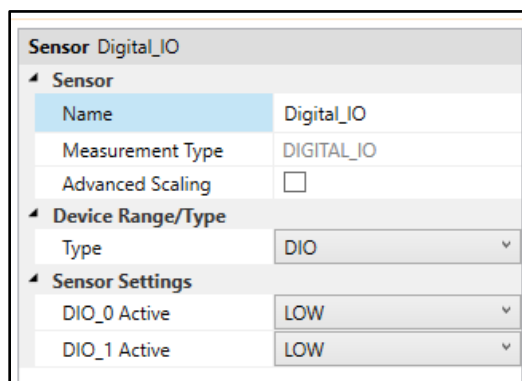 Sensor Digital_IO
Sensor
Name Digital_IO
Measurement Type DIGITAL_IO
Advanced Scaling
Device Range/Type
Type DIO
Sensor Settings
DIO_0 Active LOW
DIO_1 Active LOW